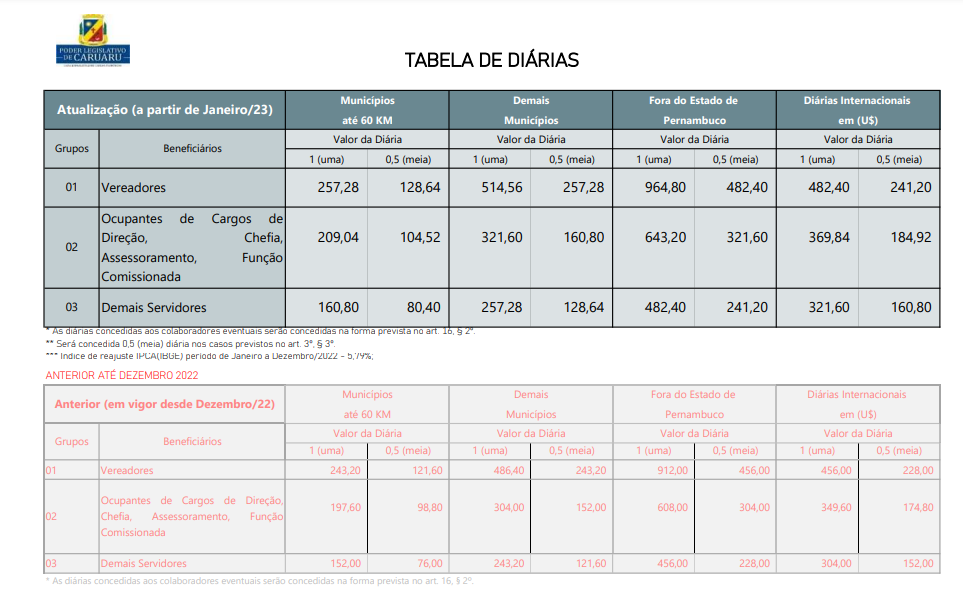 PODER LEGISLATIVO
DE CARUARU
TABELA DE DIÁRIAS
Atualização (a partir de Janeiro/23)
Municípios até 60 KM
Demais Municípios
Fora do Estado de Pernambuco
Diárias Internacionais em (U$)
Grupos
Beneficiários
Valor da Diária Valor da Diária Valor da Diária Valor da Diária
1 (uma) 0,5 (meia) 1 (uma) 0,5 (meia) 1 (uma) 0,5 (meia) 1 (uma) 0,5 (meia)
01 Vereadores 257,28 128,64 514,56 257,28 964,80 482,40 482,40 241,20
02 Ocupantes de Cargos de
Direção, Chefia,
Assessoramento, Função
Comissionada
209,04 104,52 321,60 160,80 643,20 321,60 369,84 184,92
03 Demais Servidores 160,80 80,40 257,28 128,64 482,40 241,20 321,60 160,80
* As diárias concedidas aos colaboradores eventuais serão concedidas na forma prevista no art. 16, § 2º.
** Será concedida 0,5 (meia) diária nos casos previstos no art. 3º, § 3º.
*** Indice de reajuste IPCA(IBGE) período de Janeiro a Dezembro/2022 - 5,79%;
ANTERIOR ATÉ DEZEMBRO 2022
Anterior (em vigor desde Dezembro/22)
Municípios até 60 KM
Demais Municípios
Fora do Estado de Pernambuco
Diárias Internacionais em (U$)
Grupos
Beneficiários
Valor da Diária Valor da Diária Valor da Diária Valor da Diária
1 (uma) 0,5 (meia) 1 (uma) 0,5 (meia) 1 (uma) 0,5 (meia) 1 (uma) 0,5 (meia)
01 Vereadores 243,20 121,60 486,40 243,20 912,00 456,00 456,00 228,00
02 Ocupantes de Cargos de Direção,
Chefia, Assessoramento, Função
Comissionada
197,60 98,80 304,00 152,00 608,00 304,00 349,60 174,80
03 Demais Servidores 152,00 76,00 243,20 121,60 456,00 228,00 304,00 152,00
* As diárias concedidas aos colaboradores eventuais serão concedidas na forma prevista no art. 16, § 2º.